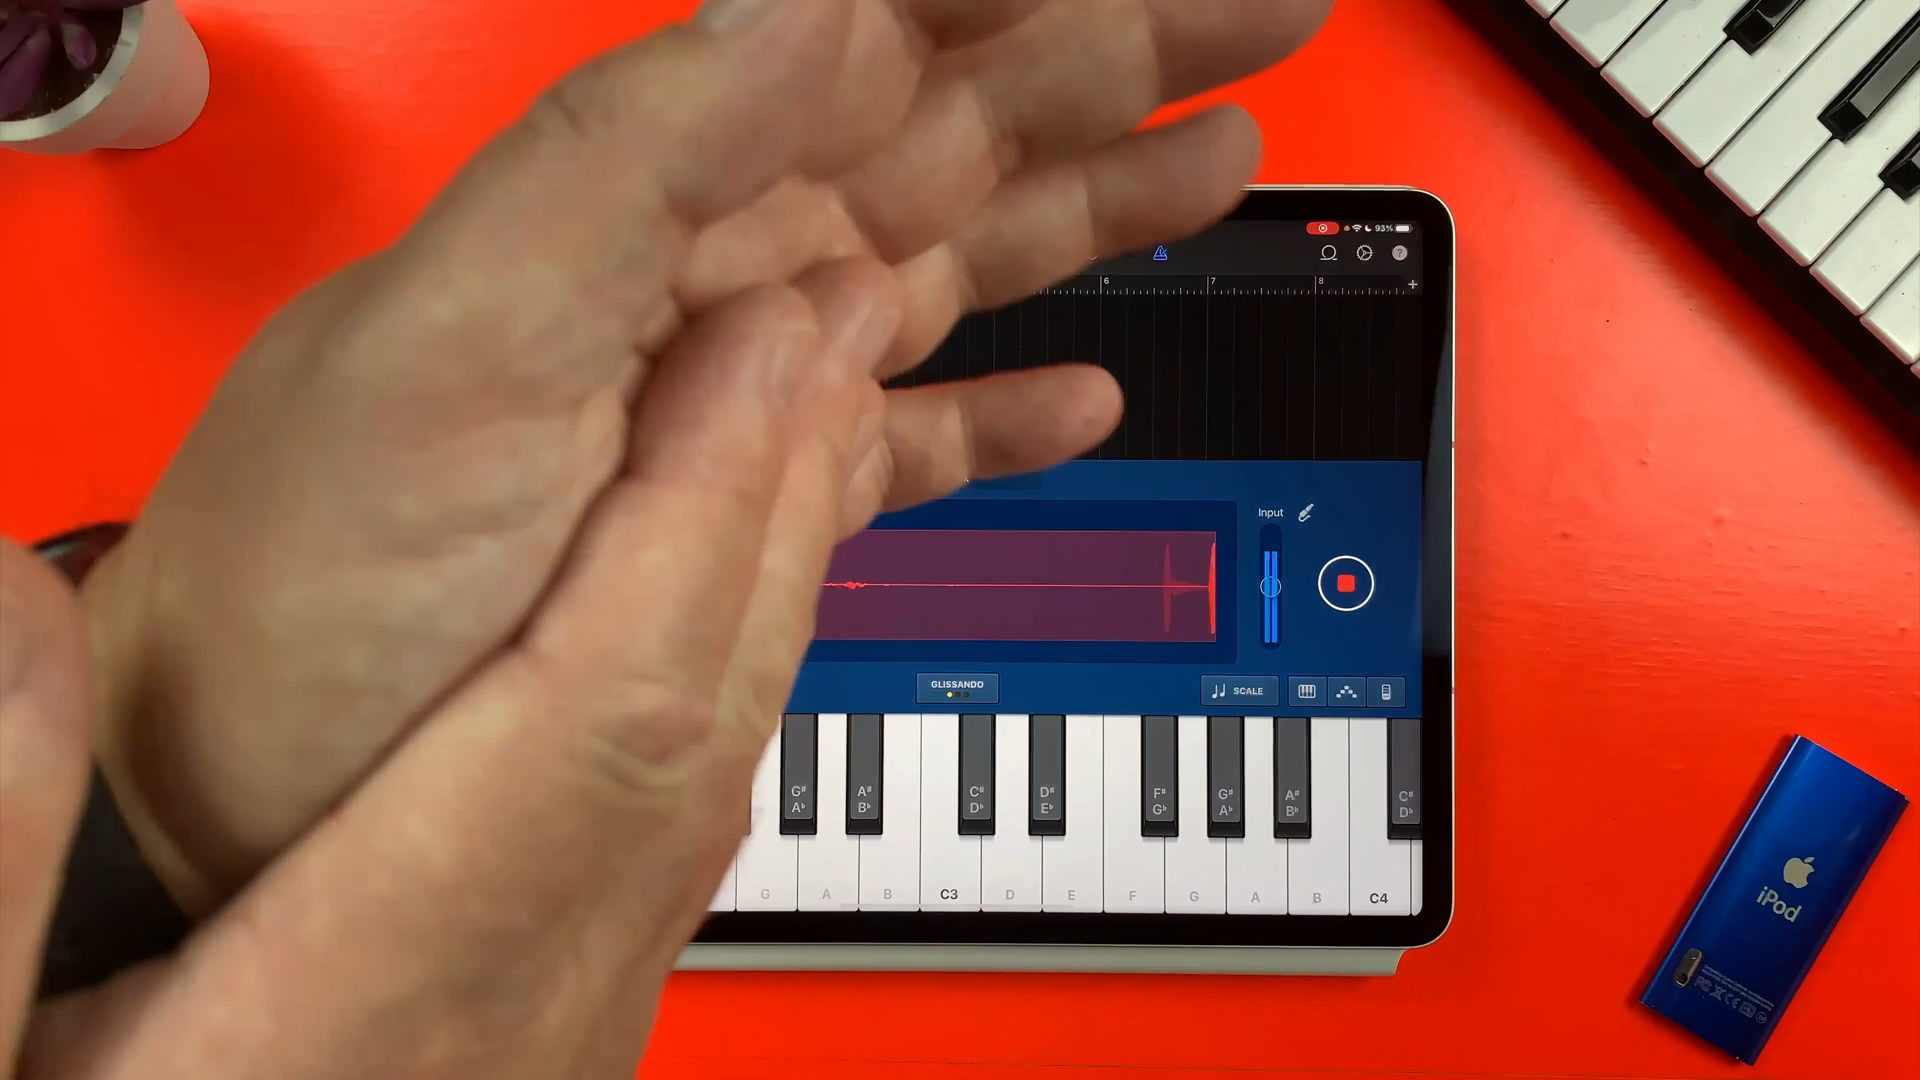 93%
6 7 8
Input
GLISSANDO
SCALE
G# A# C# D# F# G# A# C#
A♭ B♭ D♭ E♭ G♭ A♭ B♭ D♭
G A B C3 D E F G A B C4
iPod